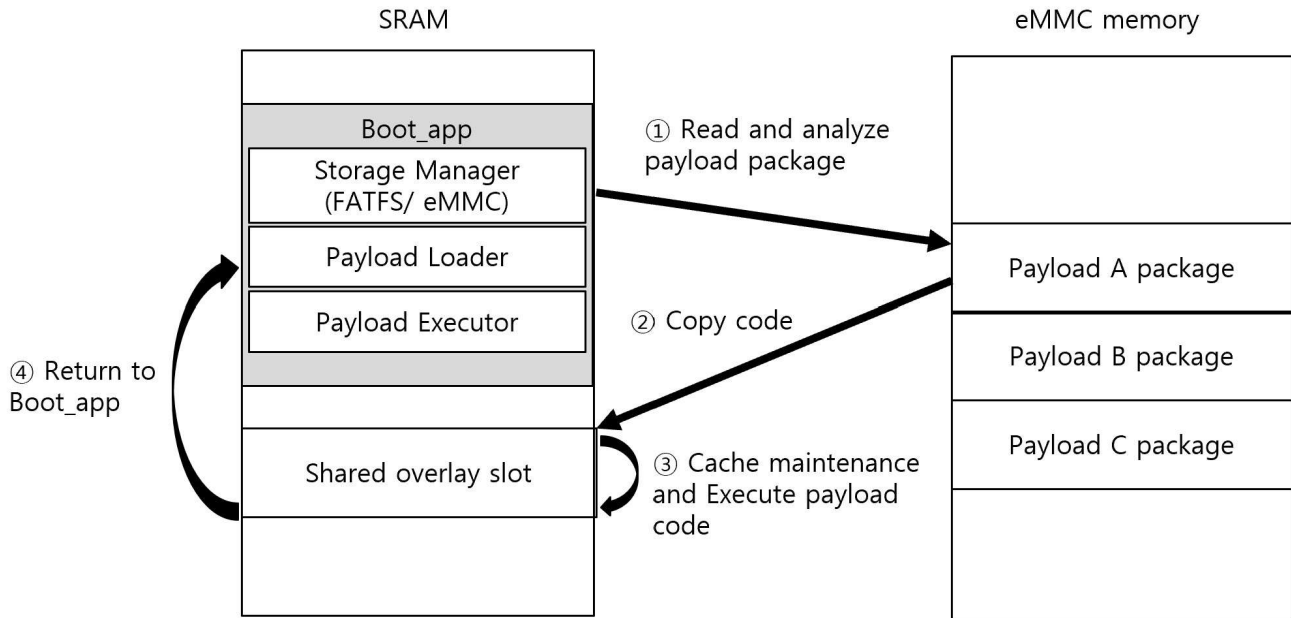 SRAM
eMMC memory
Boot_app
Storage Manager
(FATFS/ eMMC)
Payload Loader
Payload Executor
① Read and analyze
payload package
Payload A package
② Copy code
Payload B package
④ Return to
Boot_app
Payload C package
Shared overlay slot
③ Cache maintenance
and Execute payload
code